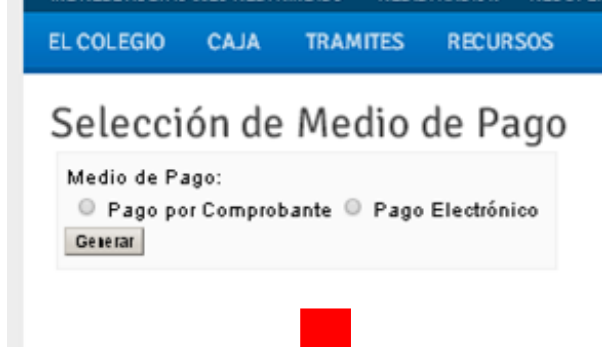 EL COLEGIO CAJA TRAMITES RECURSOS
Selección de Medio de Pago
Medio de Pago:
Pago por Comprobante Pago Electrónico
Generar